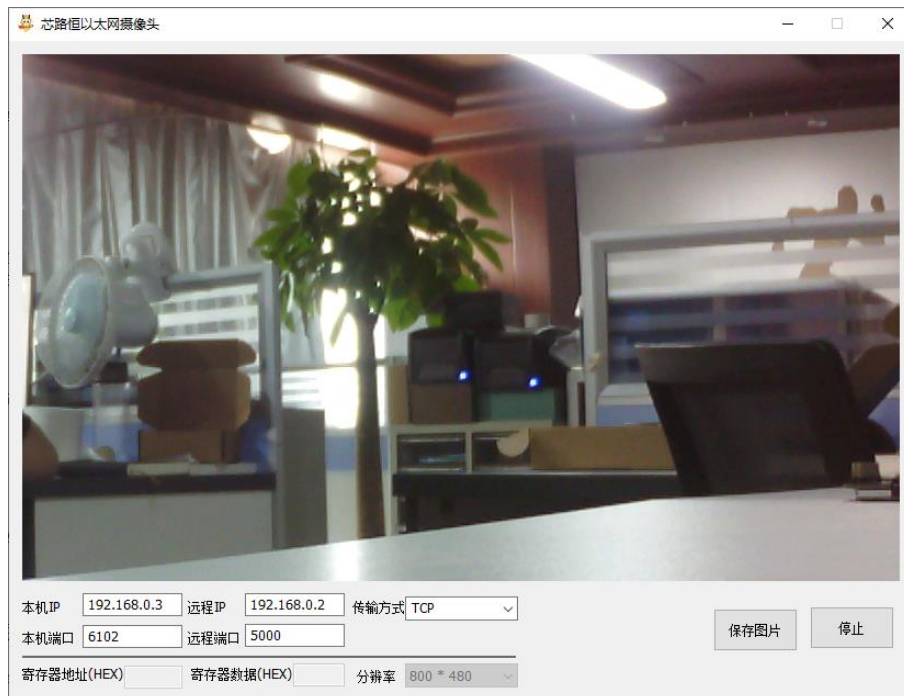 芯路恒以太网摄像头
本机IP 192.168.0.3 远程IP 192.168.0.2 传输方式 TCP
本机端口 6102 远程端口 5000
保存图片 停止
寄存器地址(HEX) 寄存器数据(HEX) 分辨率 800 * 480